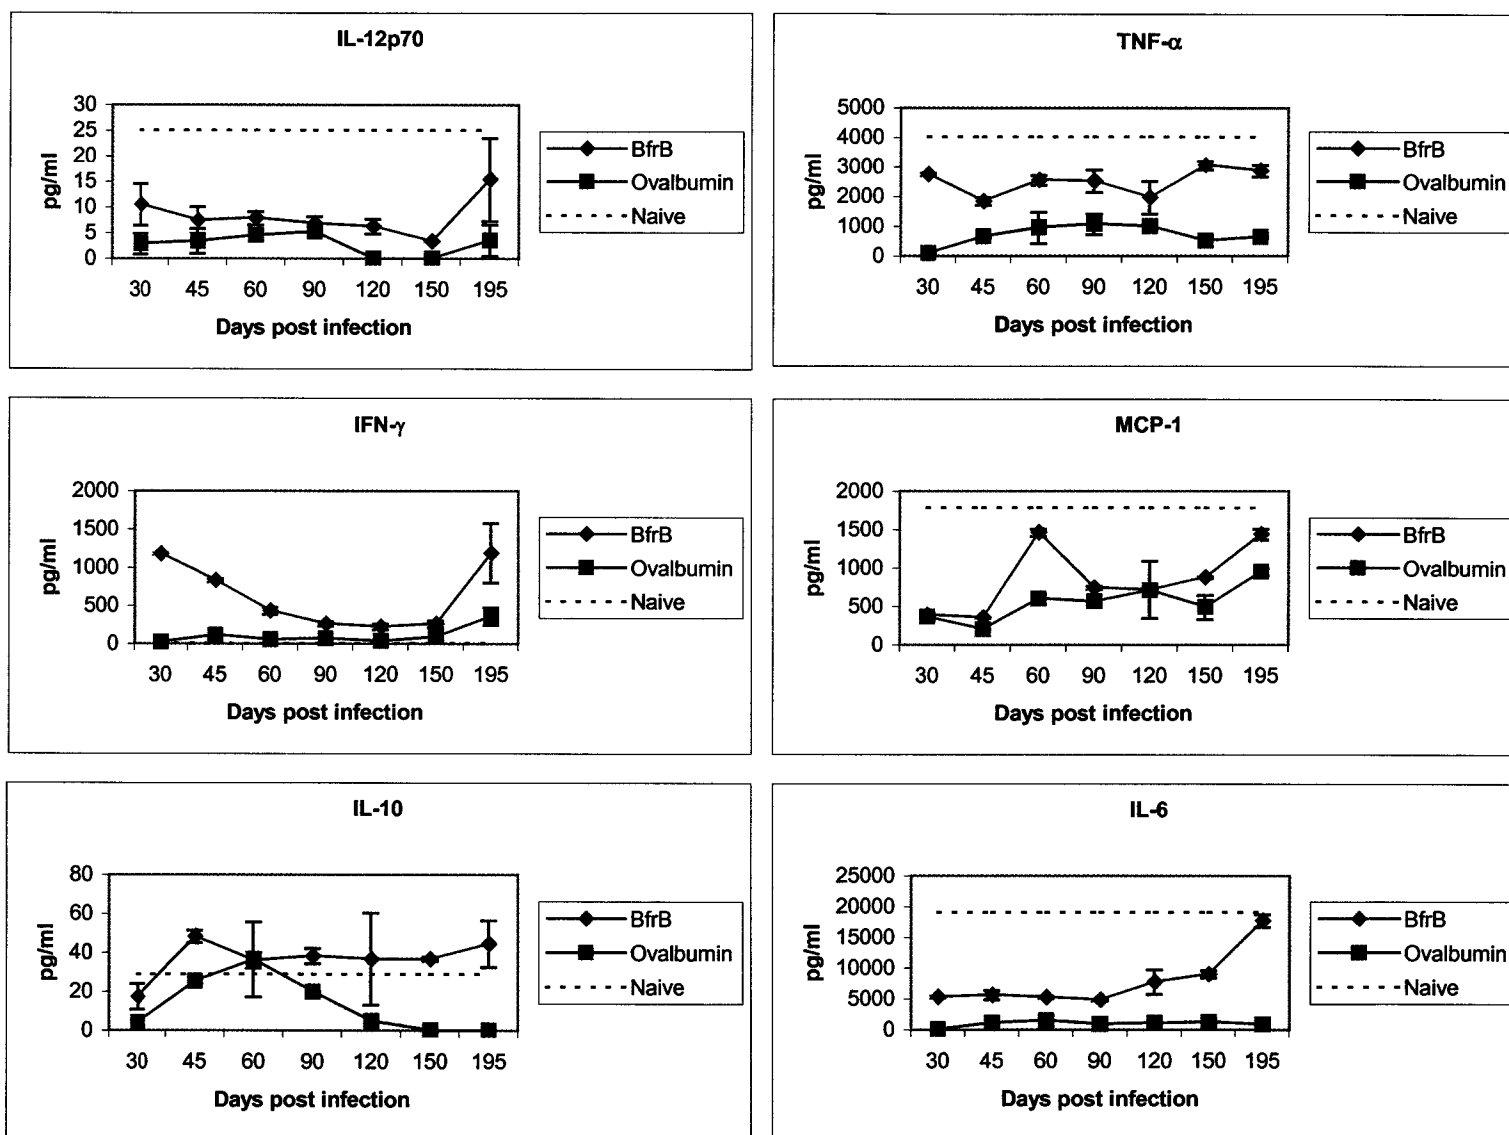 IL-12p70
pg/ml
30
25
20
15
10
5
0
30 45 60 90 120 150 195
Days post infection
BfrB
Ovalbumin
Naive
TNF-α
pg/ml
5000
4000
3000
2000
1000
0
30 45 60 90 120 150 195
Days post infection
BfrB
Ovalbumin
Naive
IFN-γ
pg/ml
2000
1500
1000
500
0
30 45 60 90 120 150 195
Days post infection
BfrB
Ovalbumin
Naive
MCP-1
pg/ml
2000
1500
1000
500
0
30 45 60 90 120 150 195
Days post infection
BfrB
Ovalbumin
Naive
IL-10
pg/ml
80
60
40
20
0
30 45 60 90 120 150 195
Days post infection
BfrB
Ovalbumin
Naive
IL-6
pg/ml
25000
20000
15000
10000
5000
0
30 45 60 90 120 150 195
Days post infection
BfrB
Ovalbumin
Naive